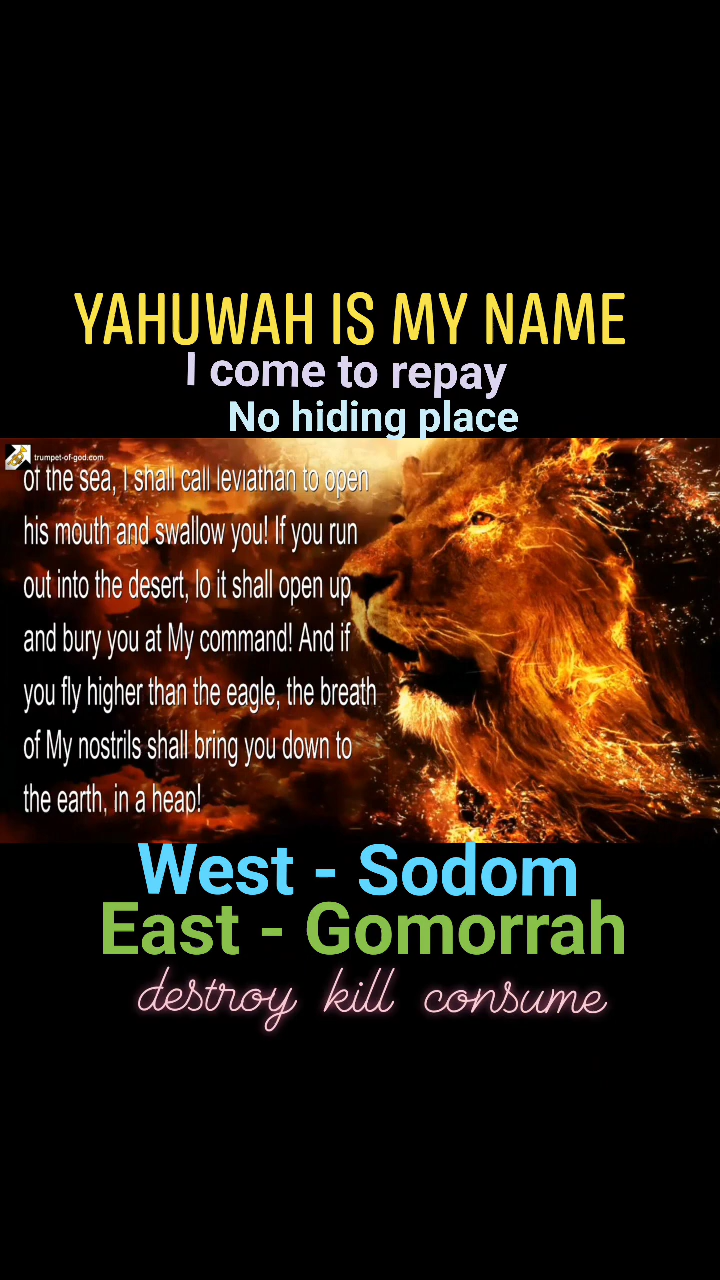 YAHUWAH IS MY NAME
I come to repay
No hiding place
trumpet-of-god.com
of the sea, I shall call leviathan to open
his mouth and swallow you! If you run
out into the desert, lo it shall open up
and bury you at My command! And if
you fly higher than the eagle, the breath
of My nostrils shall bring you down to
the earth, in a heap!
West - Sodom
East - Gomorrah
destroy kill consume